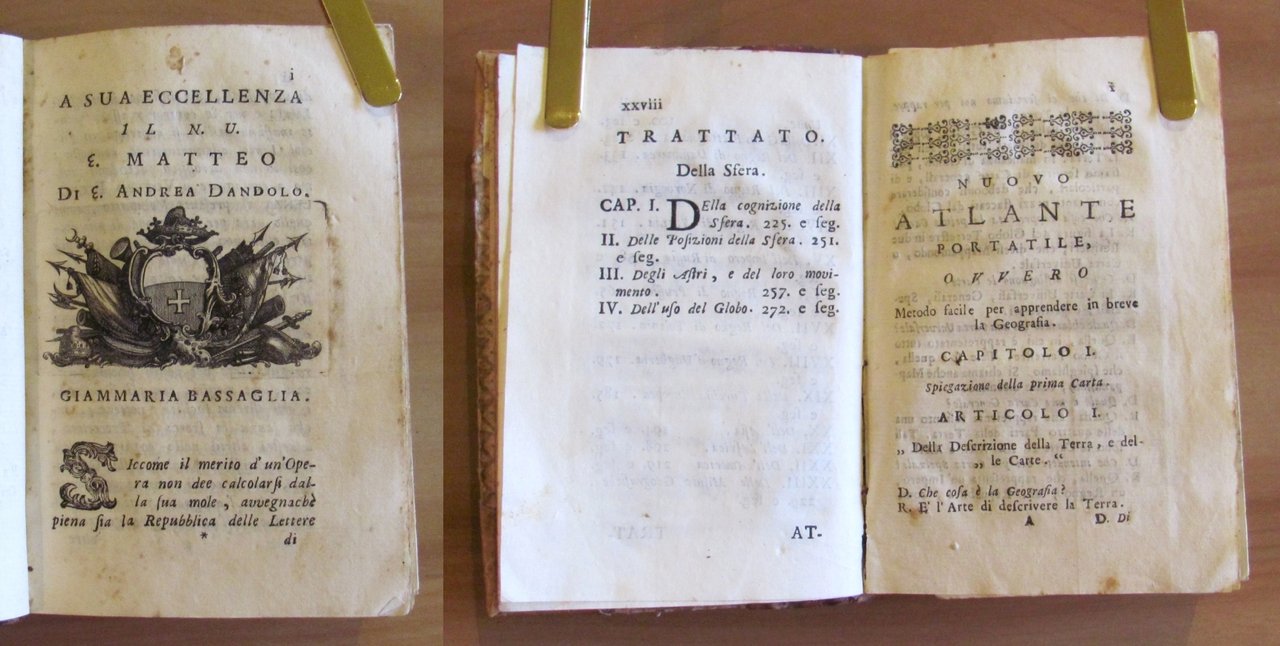 i
A SUA ECCELLENZA
IL N. U.
E. MATTEO
DI E. ANDREA DANDOLO.
GIAMMARIA BASSAGLIA.
SIccome il merito d'un'Ope-
ra non dee calcolarſi dal-
la ſua mole, avvegnachè
piena ſia la Repubblica delle Lettere
*
di
xxviii
TRATTATO.
Della Sfera.
CAP. I. DElla cognizione della
Sfera. 225. e ſeg.
II. Delle Poſizioni della Sfera. 251.
e ſeg.
III. Degli Aſtri, e del loro movi-
mento. 257. e ſeg.
IV. Dell'uſo del Globo. 272. e ſeg.
AT-
NUOVO
ATLANTE
PORTATILE,
OVVERO
Metodo facile per apprendere in breve
la Geografia.
CAPITOLO I.
Spiegazione della prima Carta.
ARTICOLO I.
„ Della Deſcrizione della Terra, e del-
„ le Carte. “
D. Che coſa è la Geografia?
R. E' l'Arte di deſcrivere la Terra.
A
D. Di